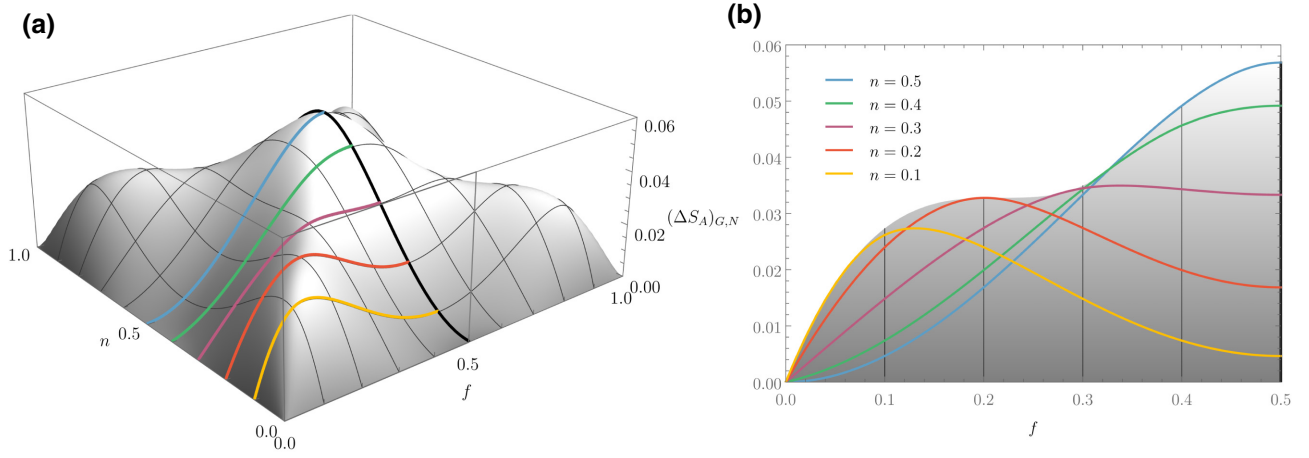 (a)
0.06
0.04
(ΔS_A)_{G,N}
0.02
0.00
1.0
1.0
n
0.5
0.5
f
0.0
0.0
(b)
0.06
0.05
0.04
0.03
0.02
0.01
0.00
n = 0.5
n = 0.4
n = 0.3
n = 0.2
n = 0.1
0.0 0.1 0.2 0.3 0.4 0.5
f